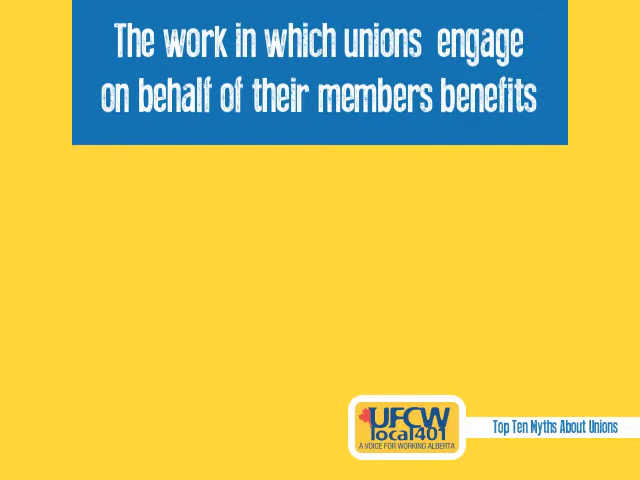 The work in which unions engage
on behalf of their members benefits
UFCW
local401
A VOICE FOR WORKING ALBERTA
Top Ten Myths About Unions